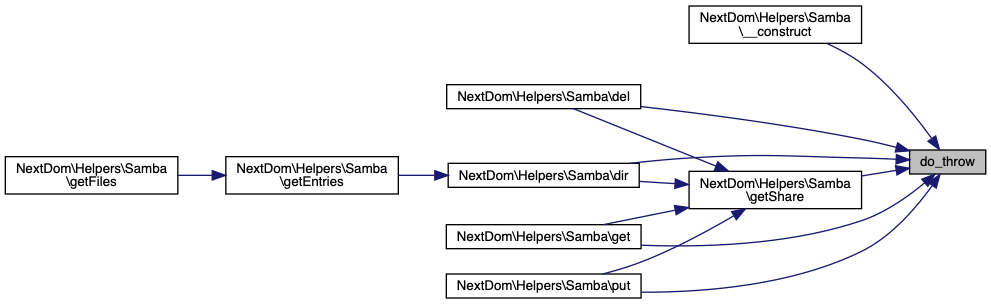 NextDom\Helpers\Samba
\__construct
NextDom\Helpers\Samba\del
do_throw
NextDom\Helpers\Samba
\getFiles
NextDom\Helpers\Samba
\getEntries
NextDom\Helpers\Samba\dir
NextDom\Helpers\Samba
\getShare
NextDom\Helpers\Samba\get
NextDom\Helpers\Samba\put